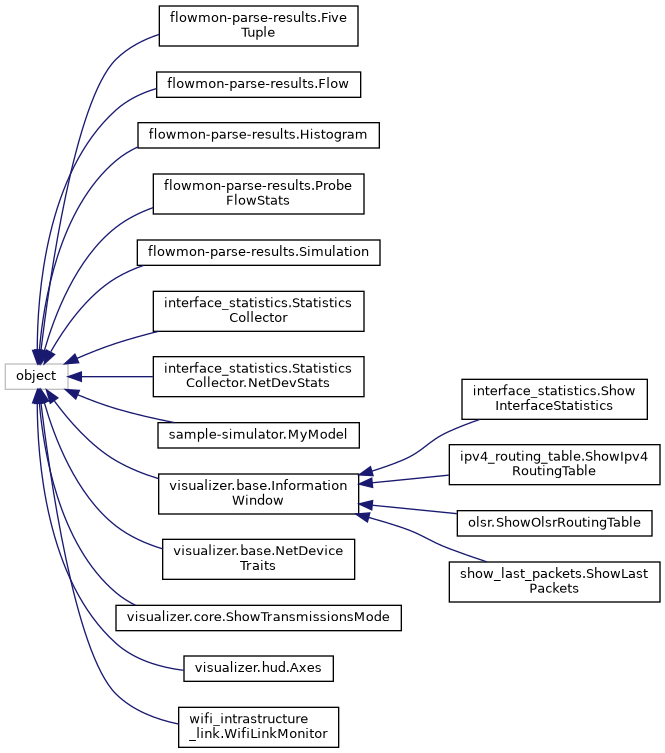 flowmon-parse-results.Five
Tuple
flowmon-parse-results.Flow
flowmon-parse-results.Histogram
flowmon-parse-results.Probe
FlowStats
flowmon-parse-results.Simulation
interface_statistics.Statistics
Collector
object
interface_statistics.Statistics
Collector.NetDevStats
sample-simulator.MyModel
visualizer.base.Information
Window
visualizer.base.NetDevice
Traits
visualizer.core.ShowTransmissionsMode
visualizer.hud.Axes
wifi_intrastructure
_link.WifiLinkMonitor
interface_statistics.Show
InterfaceStatistics
ipv4_routing_table.ShowIpv4
RoutingTable
olsr.ShowOlsrRoutingTable
show_last_packets.ShowLast
Packets